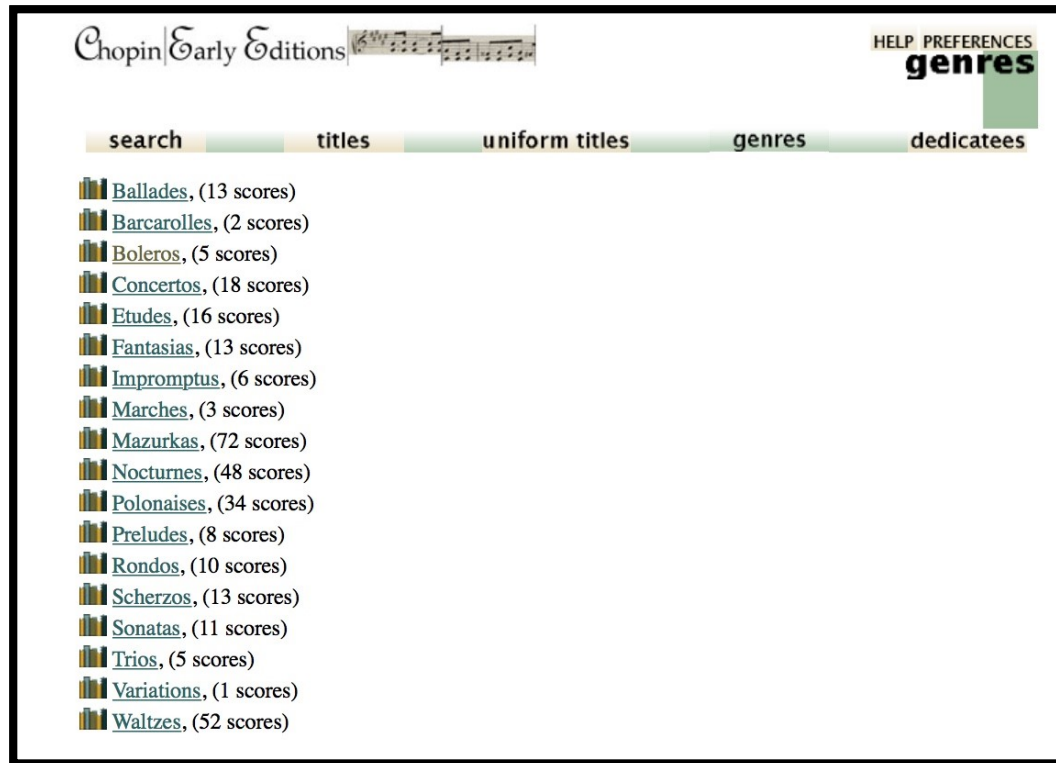 Chopin Early Editions
HELP PREFERENCES
genres
search titles uniform titles genres dedicatees
Ballades, (13 scores)
Barcarolles, (2 scores)
Boleros, (5 scores)
Concertos, (18 scores)
Etudes, (16 scores)
Fantasias, (13 scores)
Impromptus, (6 scores)
Marches, (3 scores)
Mazurkas, (72 scores)
Nocturnes, (48 scores)
Polonaises, (34 scores)
Preludes, (8 scores)
Rondos, (10 scores)
Scherzos, (13 scores)
Sonatas, (11 scores)
Trios, (5 scores)
Variations, (1 scores)
Waltzes, (52 scores)